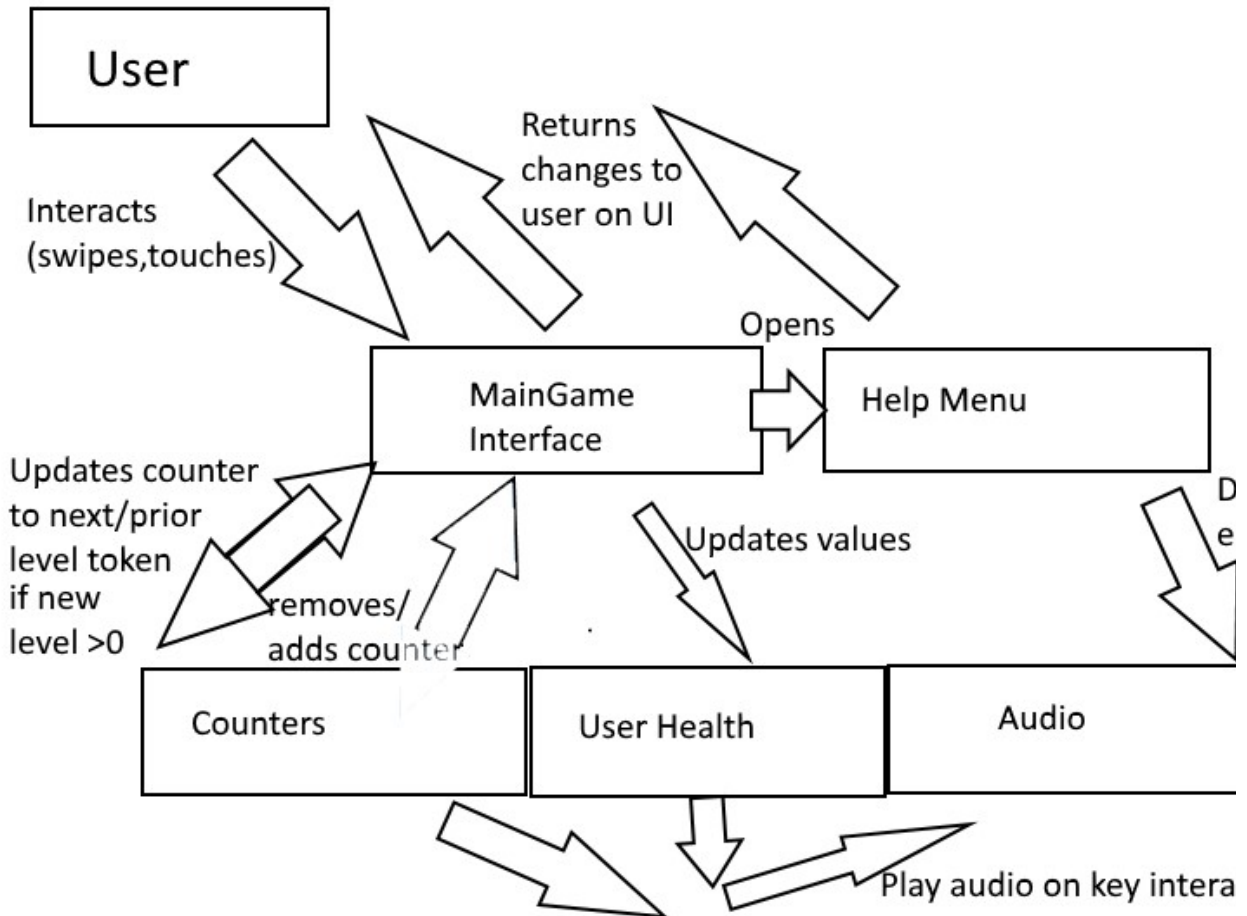 User
Returns
changes to
user on UI
Interacts
(swipes,touches)
Opens
MainGame
Interface
Help Menu
Updates counter
to next/prior
level token
if new
level >0
removes/
adds counter
Updates values
Counters
User Health
Audio
Play audio on key